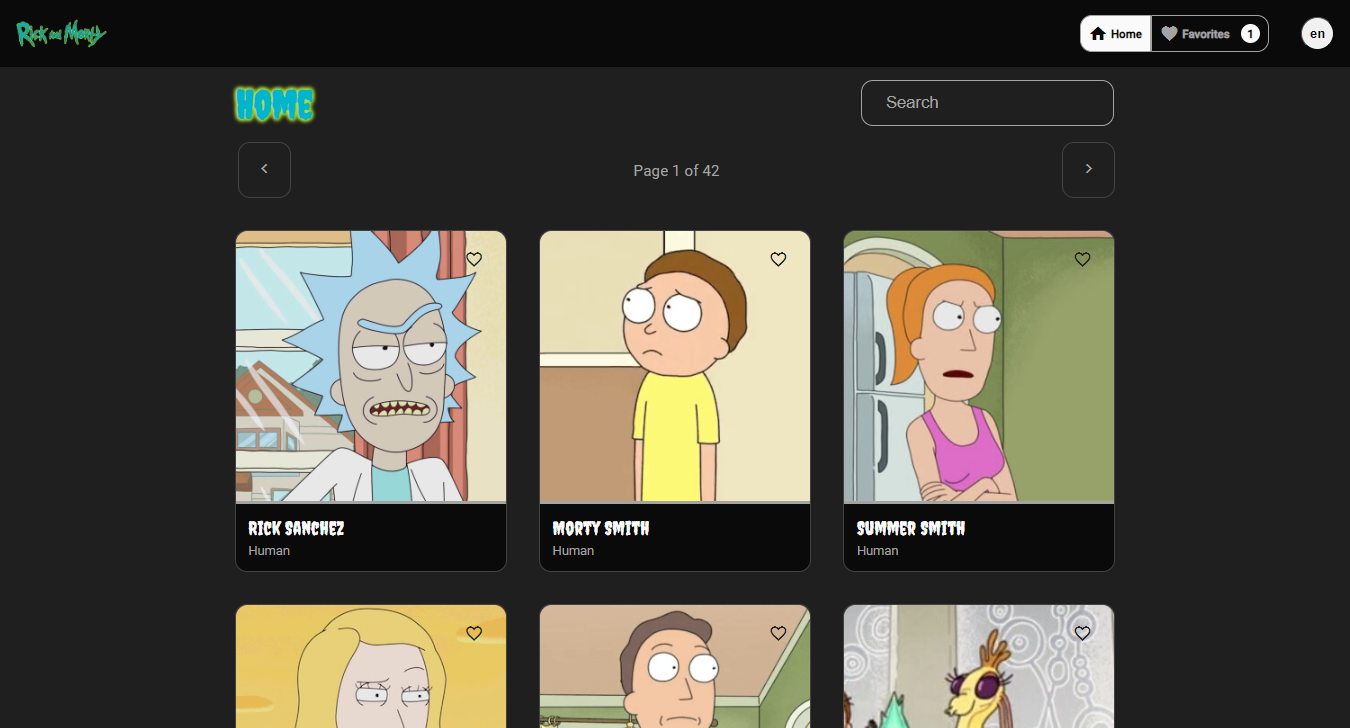 Rick and Morty
Home
Favorites 1
en
HOME
Search
Page 1 of 42
RICK SANCHEZ
Human
MORTY SMITH
Human
SUMMER SMITH
Human